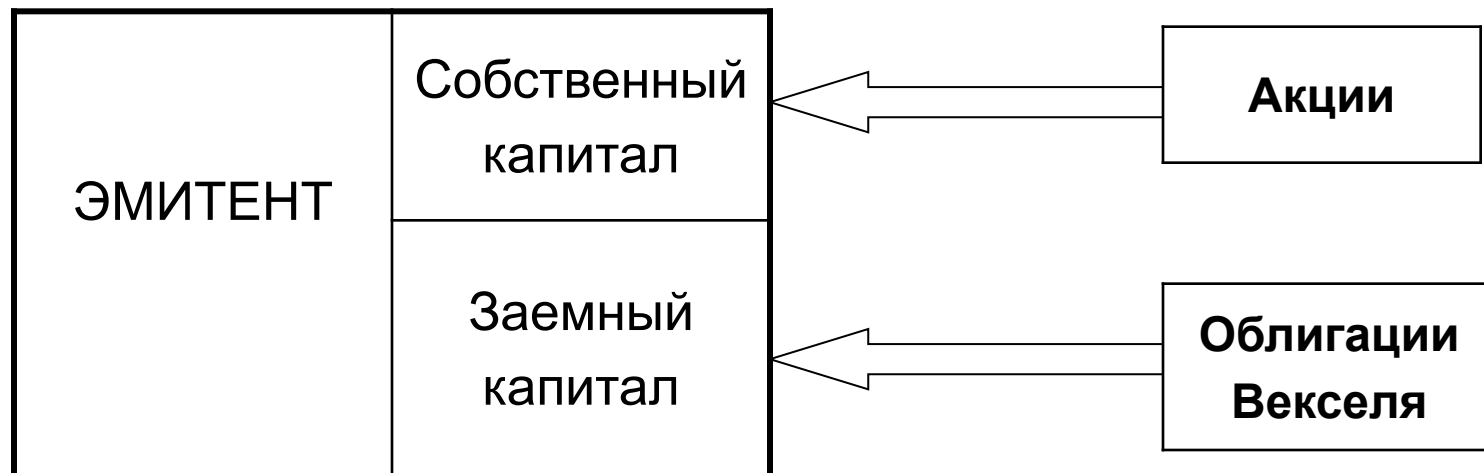 ЭМИТЕНТ
Собственный
капитал
Заемный
капитал
Акции
Облигации
Векселя